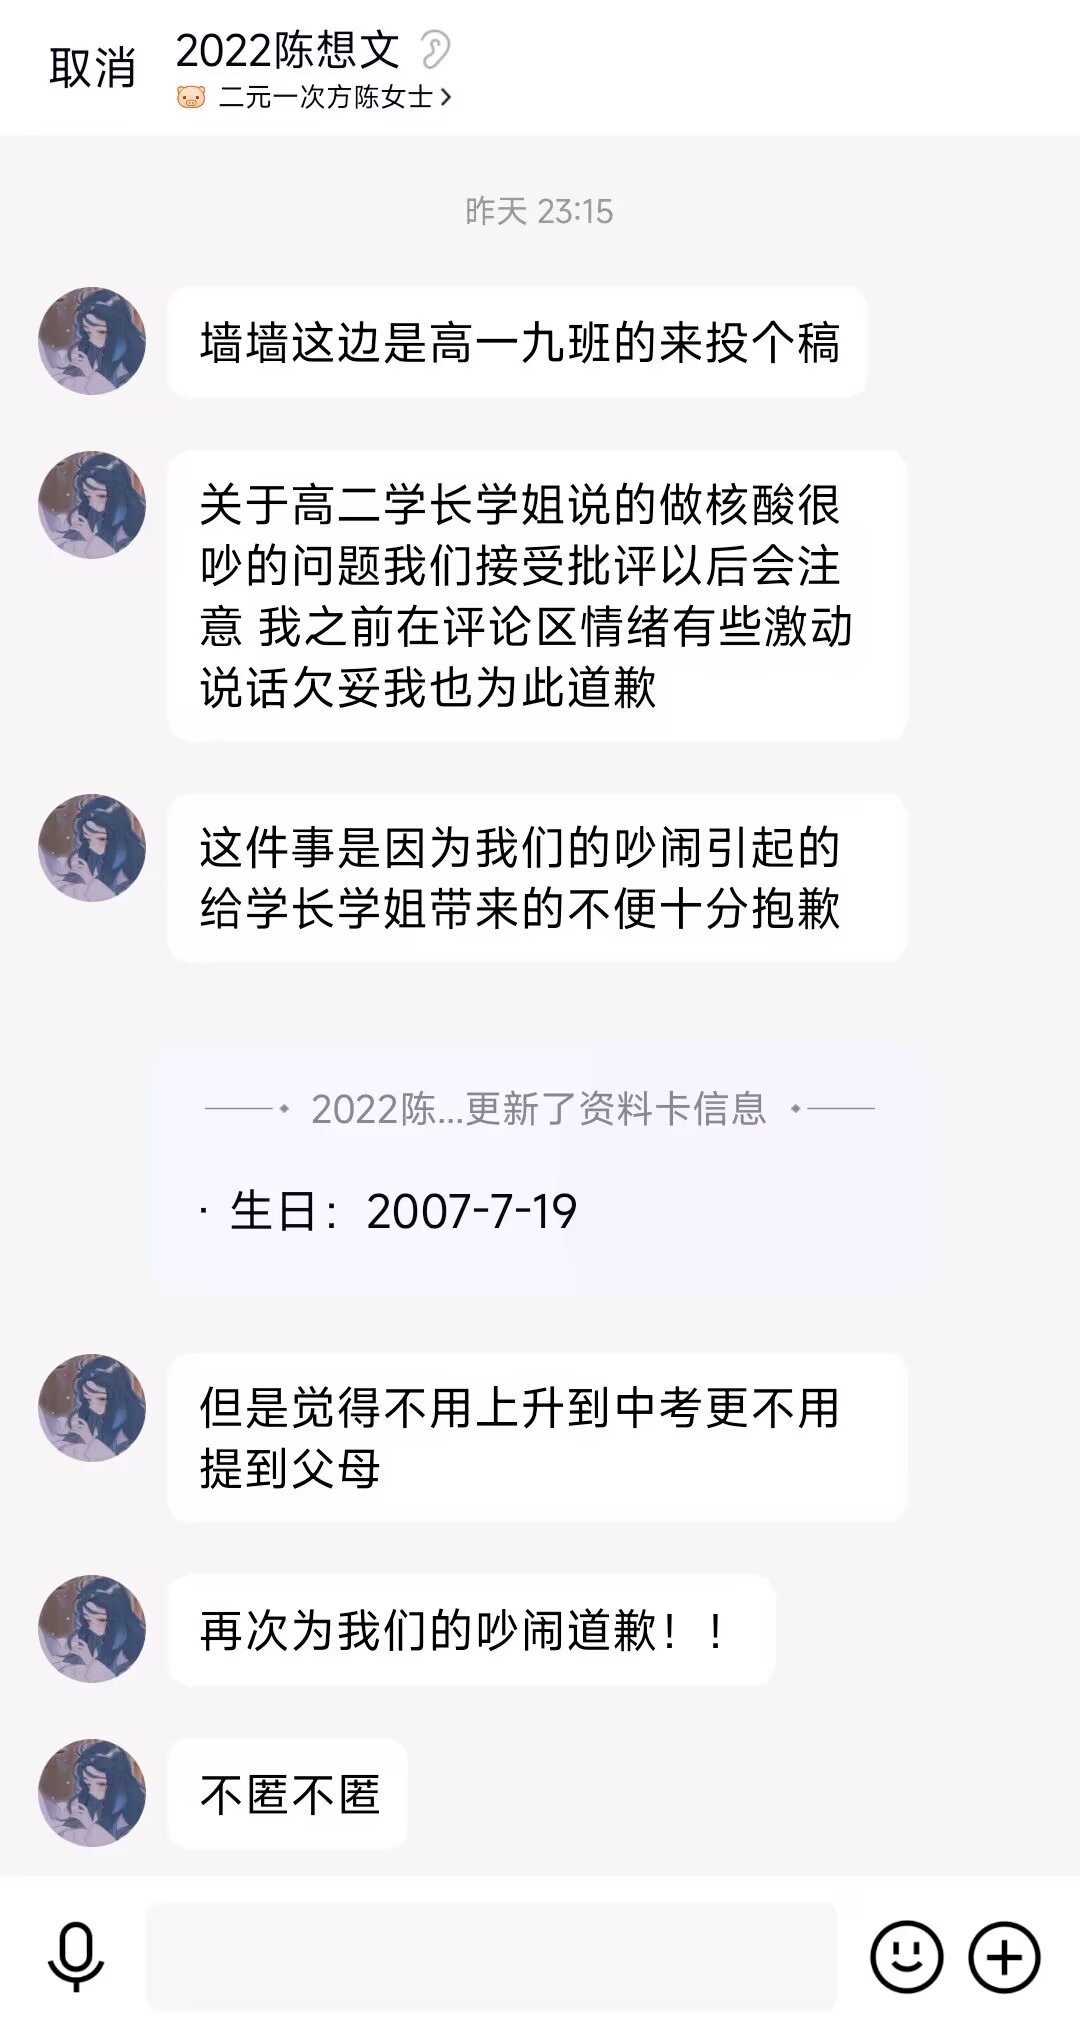 取消
2022陈想文
二元一次方陈女士
昨天 23:15
墙墙这边是高一九班的来投个稿
关于高二学长学姐说的做核酸很
吵的问题我们接受批评以后会注
意 我之前在评论区情绪有些激动
说话欠妥我也为此道歉
这件事是因为我们的吵闹引起的
给学长学姐带来的不便十分抱歉
2022陈...更新了资料卡信息
· 生日：2007-7-19
但是觉得不用上升到中考更不用
提到父母
再次为我们的吵闹道歉！！
不匿不匿